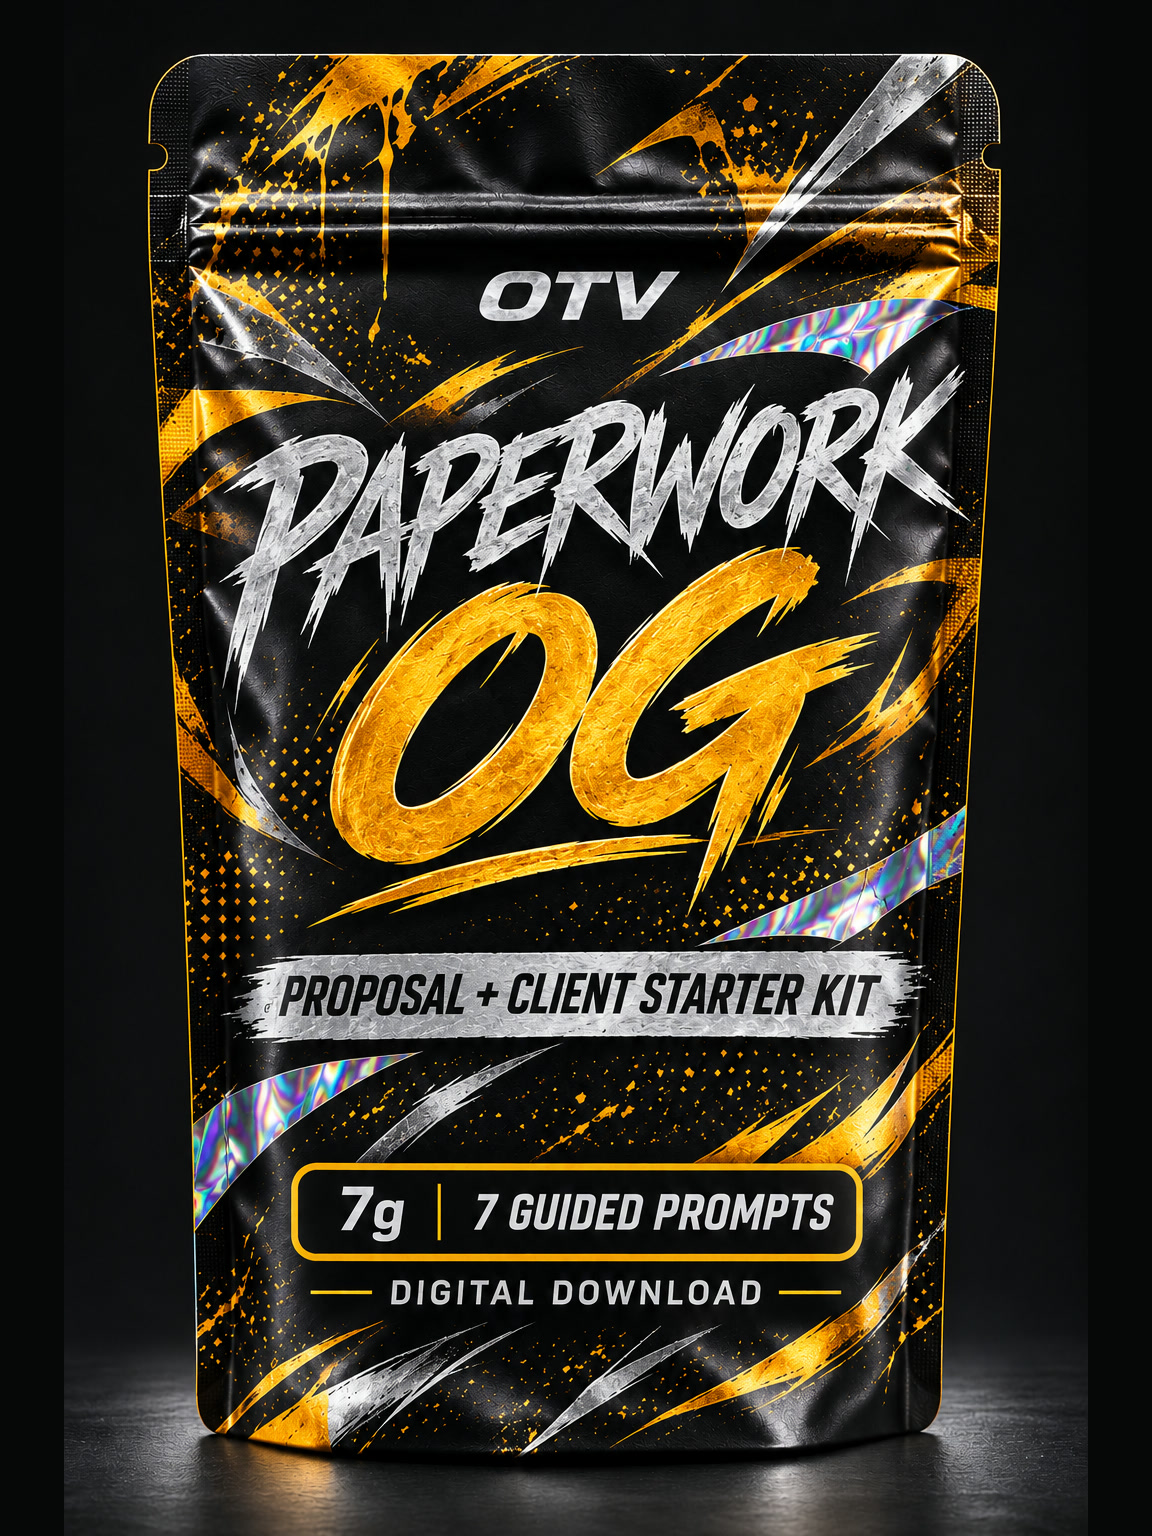 OTV
PAPERWORK
OG
PROPOSAL + CLIENT STARTER KIT
7g | 7 GUIDED PROMPTS
DIGITAL DOWNLOAD